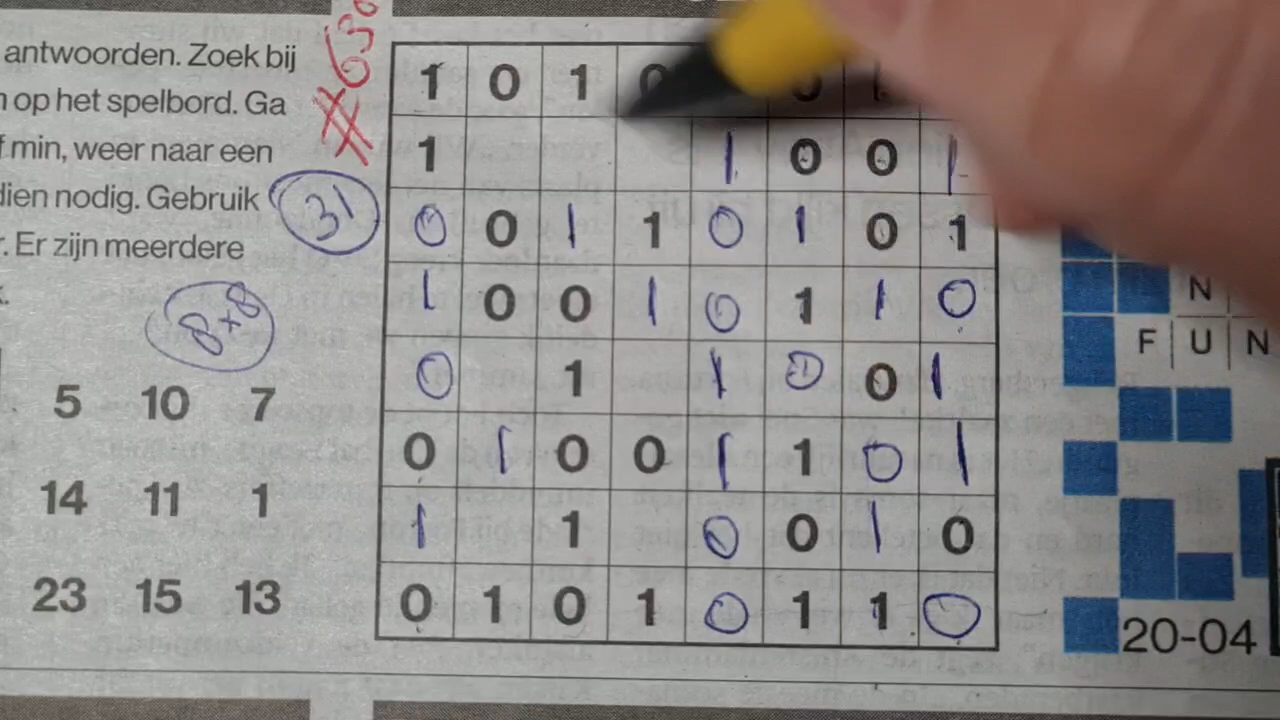 antwoorden. Zoek bij
op het spelbord. Ga
min, weer naar een
dien nodig. Gebruik
r. Er zijn meerdere
k.
#630
31
8x8
5 10 7
14 11 1
23 15 13
1 0 1 0
1 1 0 0 1
0 0 1 1 0 1 0 1
1 0 0 1 0 1 1 0
0 1 1 0 0 1
0 1 0 0 1 1 0 1
1 1 0 0 1 0
0 1 0 1 0 1 1 0
N
F U N
20-04